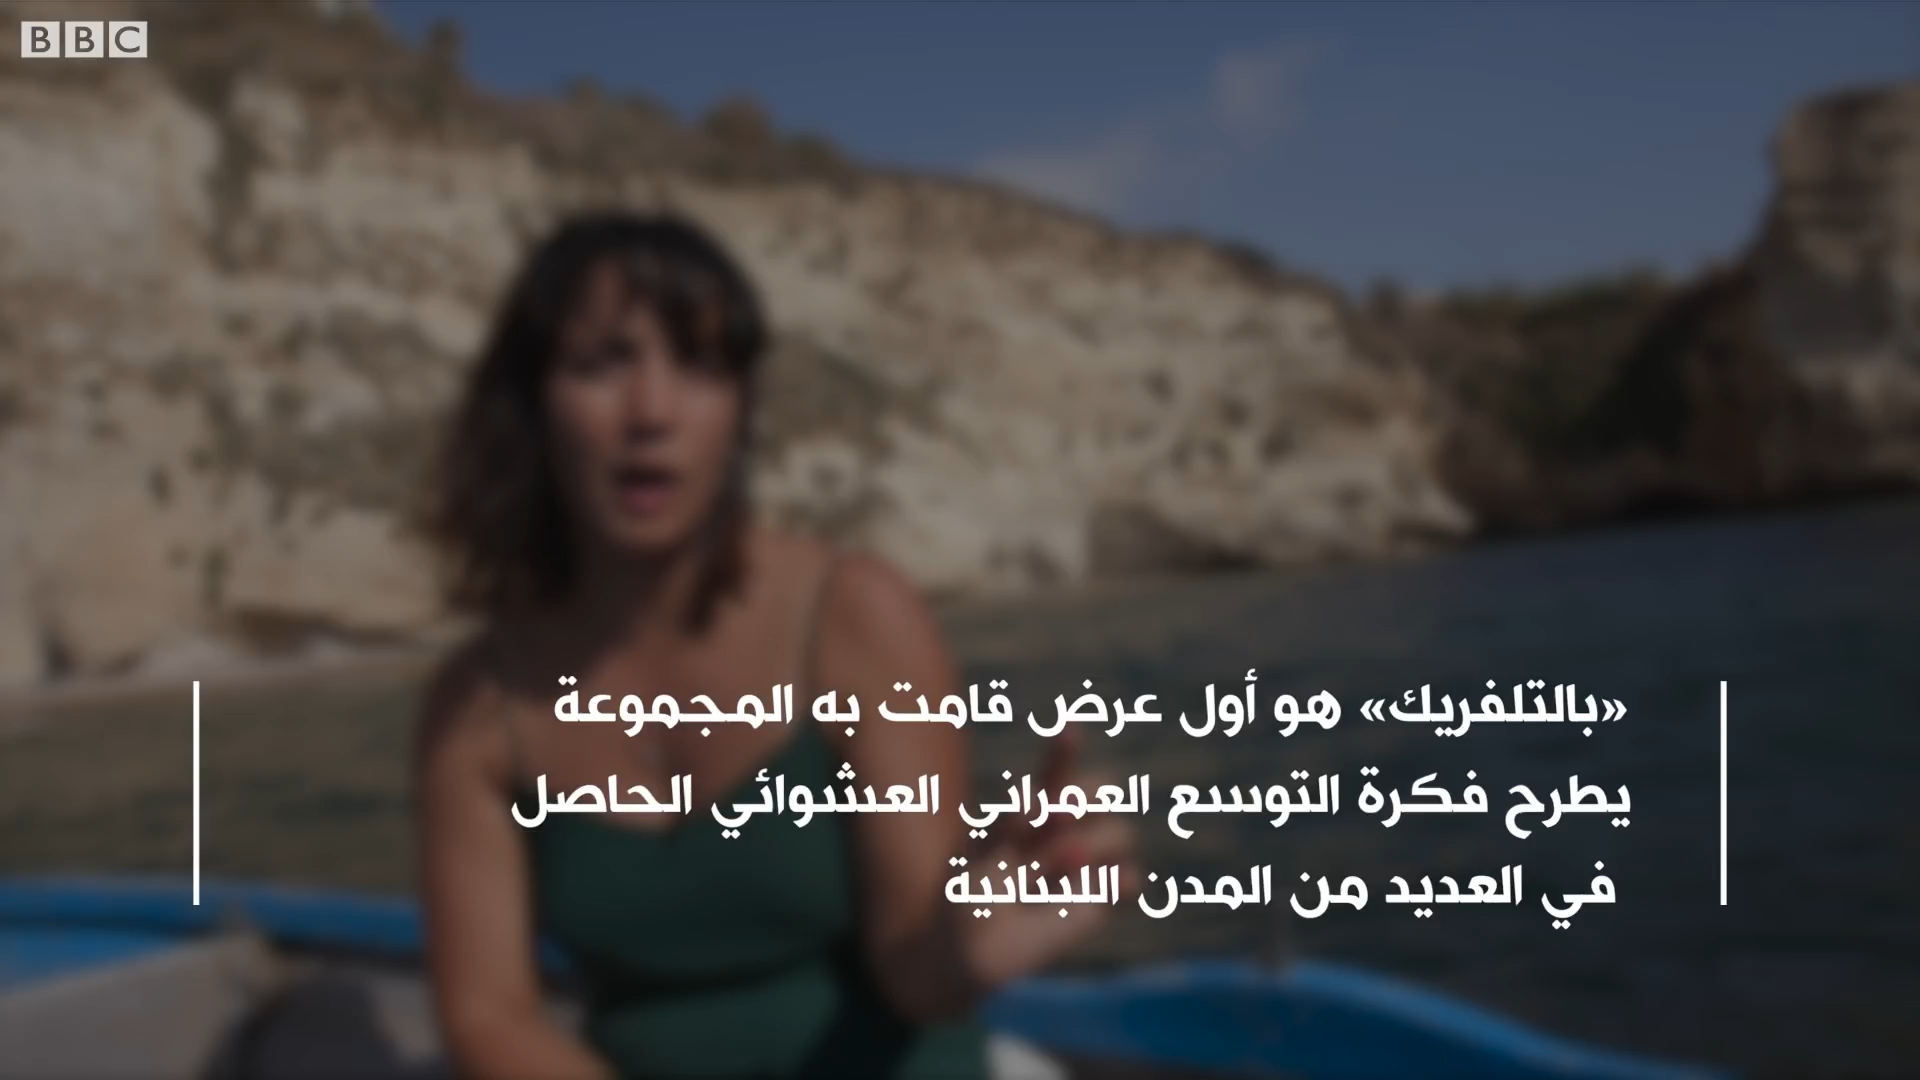 BBC
«بالتلفريك» هو أول عرض قامت به المجموعة
يطرح فكرة التوسع العمراني العشوائي الحاصل
في العديد من المدن اللبنانية